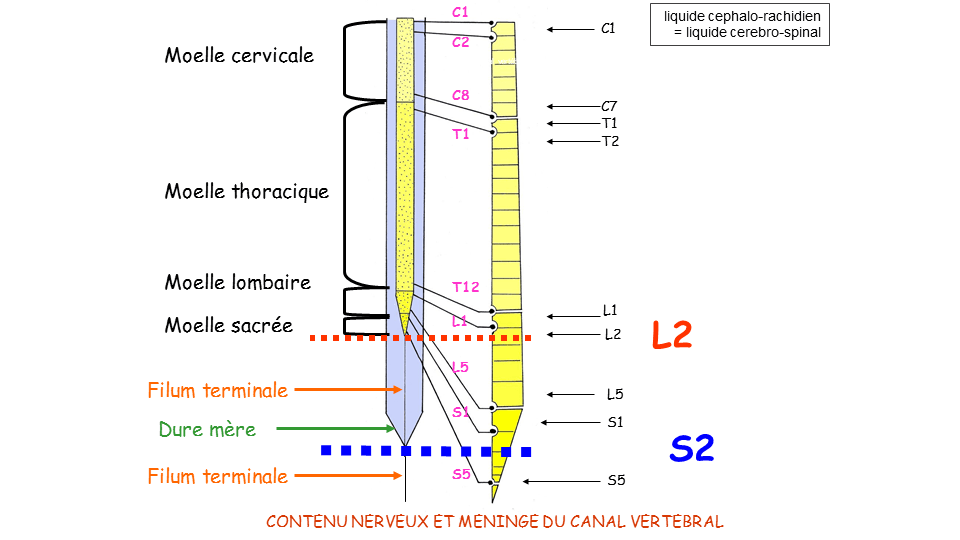 liquide cephalo-rachidien
= liquide cerebro-spinal
C1
C1
C2
Moelle cervicale
C8
C7
T1
T1
T2
Moelle thoracique
Moelle lombaire
T12
L1
Moelle sacrée
L1
L2
L2
L5
Filum terminale
L5
S1
S1
Dure mère
S2
Filum terminale
S5
S5
CONTENU NERVEUX ET MENINGE DU CANAL VERTEBRAL